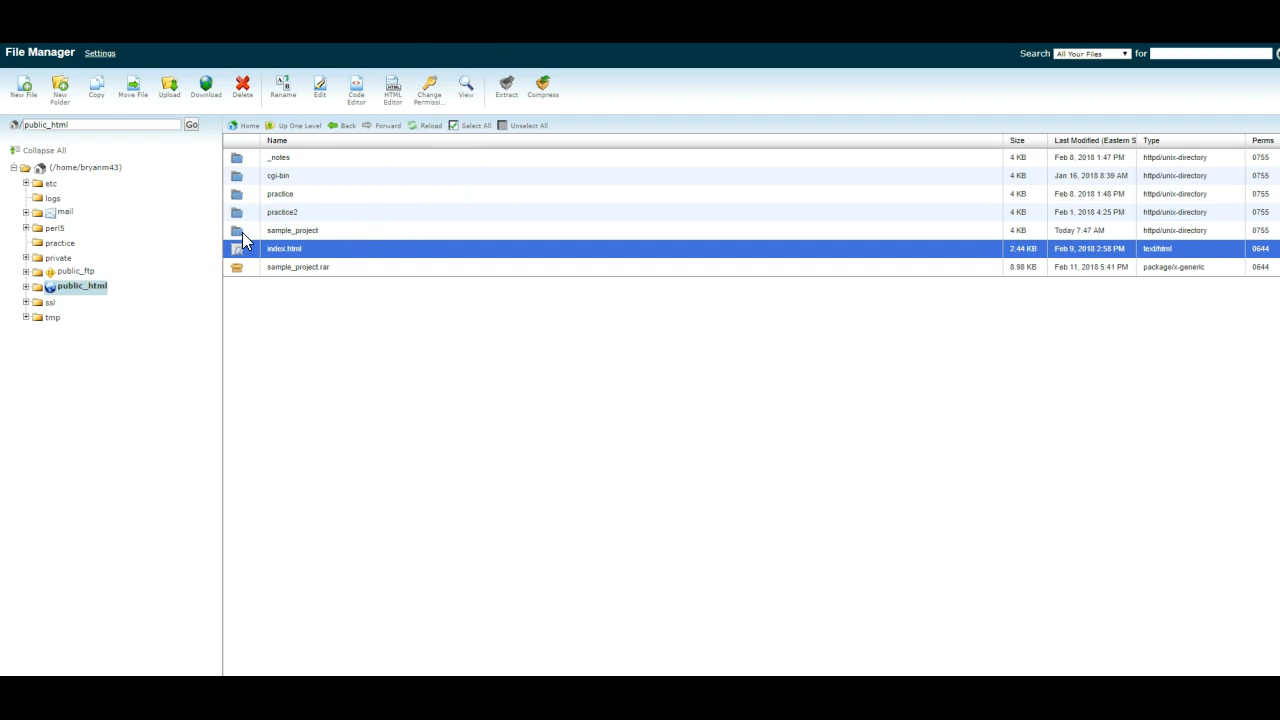 File Manager Settings Search All Your Files for
New File New Folder Copy Move File Upload Download Delete Rename Edit Code Editor HTML Editor Change Permissi... View Extract Compress
/public_html Go
Home Up One Level Back Forward Reload Select All Unselect All
Collapse All
(/home/bryanm43)
etc
logs
mail
perl5
practice
private
public_ftp
public_html
ssl
tmp
Name Size Last Modified (Eastern S Type Perms
_notes 4 KB Feb 8, 2018 1:47 PM httpd/unix-directory 0755
cgi-bin 4 KB Jan 16, 2018 8:39 AM httpd/unix-directory 0755
practice 4 KB Feb 8, 2018 1:48 PM httpd/unix-directory 0755
practice2 4 KB Feb 1, 2018 4:25 PM httpd/unix-directory 0755
sample_project 4 KB Today 7:47 AM httpd/unix-directory 0755
index.html 2.44 KB Feb 9, 2018 2:58 PM text/html 0644
sample_project.rar 8.98 KB Feb 11, 2018 5:41 PM package/x-generic 0644